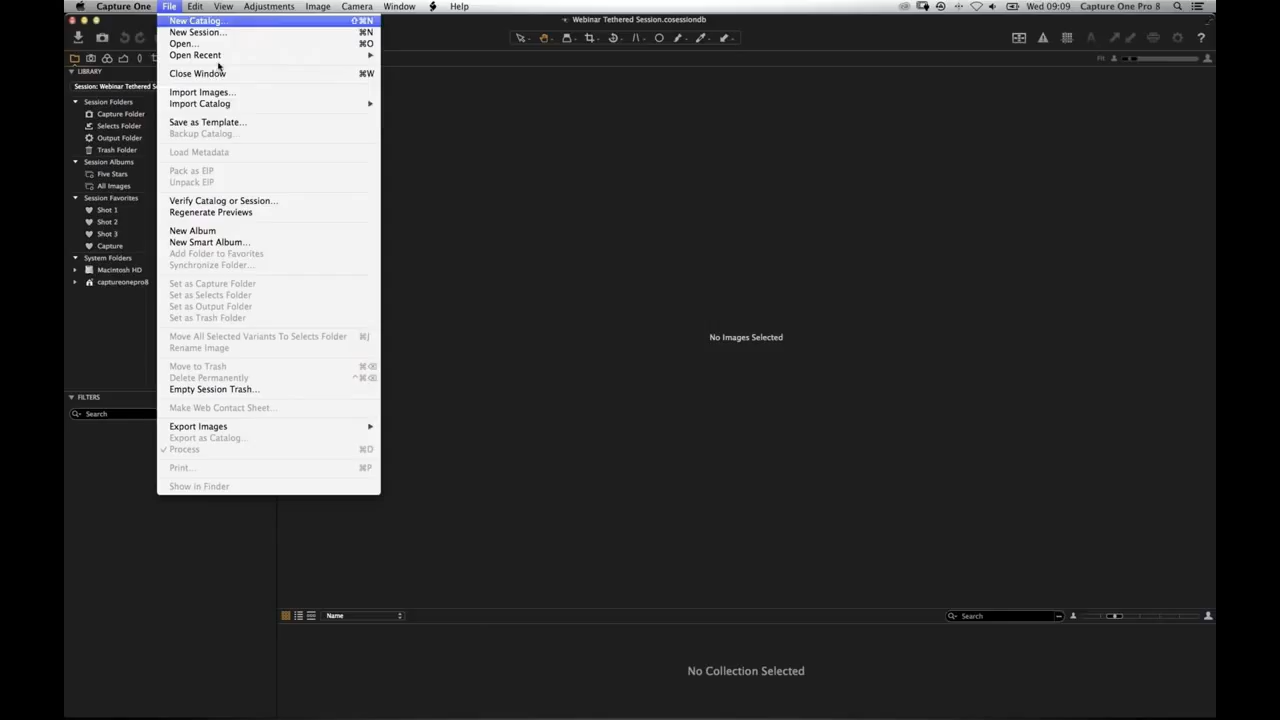 Capture One File Edit View Adjustments Image Camera Window Help Wed 09:09 Capture One Pro 8
Webinar Tethered Session.cosessiondb
LIBRARY
Session: Webinar Tethered S
Session Folders
Capture Folder
Selects Folder
Output Folder
Trash Folder
Session Albums
Five Stars
All Images
Session Favorites
Shot 1
Shot 2
Shot 3
Capture
System Folders
Macintosh HD
captureonepro8
FILTERS
Search
New Catalog... ⇧⌘N
New Session... ⌘N
Open... ⌘O
Open Recent
Close Window ⌘W
Import Images...
Import Catalog
Save as Template...
Backup Catalog...
Load Metadata
Pack as EIP
Unpack EIP
Verify Catalog or Session...
Regenerate Previews
New Album
New Smart Album...
Add Folder to Favorites
Synchronize Folder...
Set as Capture Folder
Set as Selects Folder
Set as Output Folder
Set as Trash Folder
Move All Selected Variants To Selects Folder ⌘J
Rename Image
Move to Trash ⌘⌫
Delete Permanently ^⌘⌫
Empty Session Trash...
Make Web Contact Sheet...
Export Images
Export as Catalog...
✓ Process ⌘D
Print... ⌘P
Show in Finder
Fit
No Images Selected
Name
Search
No Collection Selected